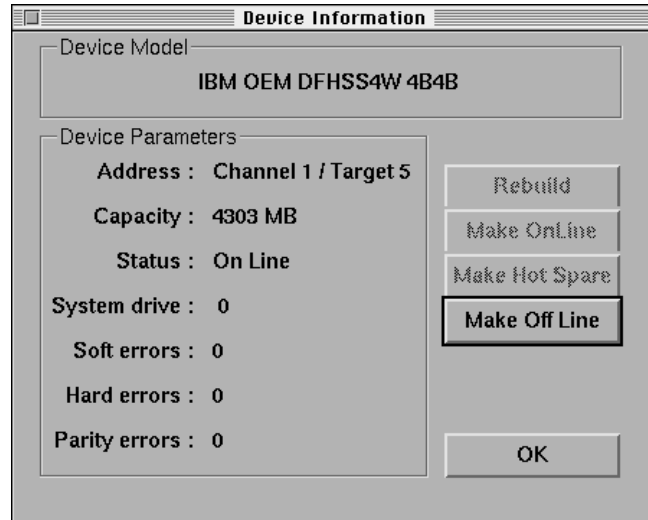 Device Information
Device Model
IBM OEM DFHSS4W 4B4B
Device Parameters
Address : Channel 1 / Target 5
Capacity : 4303 MB
Status : On Line
System drive : 0
Soft errors : 0
Hard errors : 0
Parity errors : 0
Rebuild
Make OnLine
Make Hot Spare
Make Off Line
OK